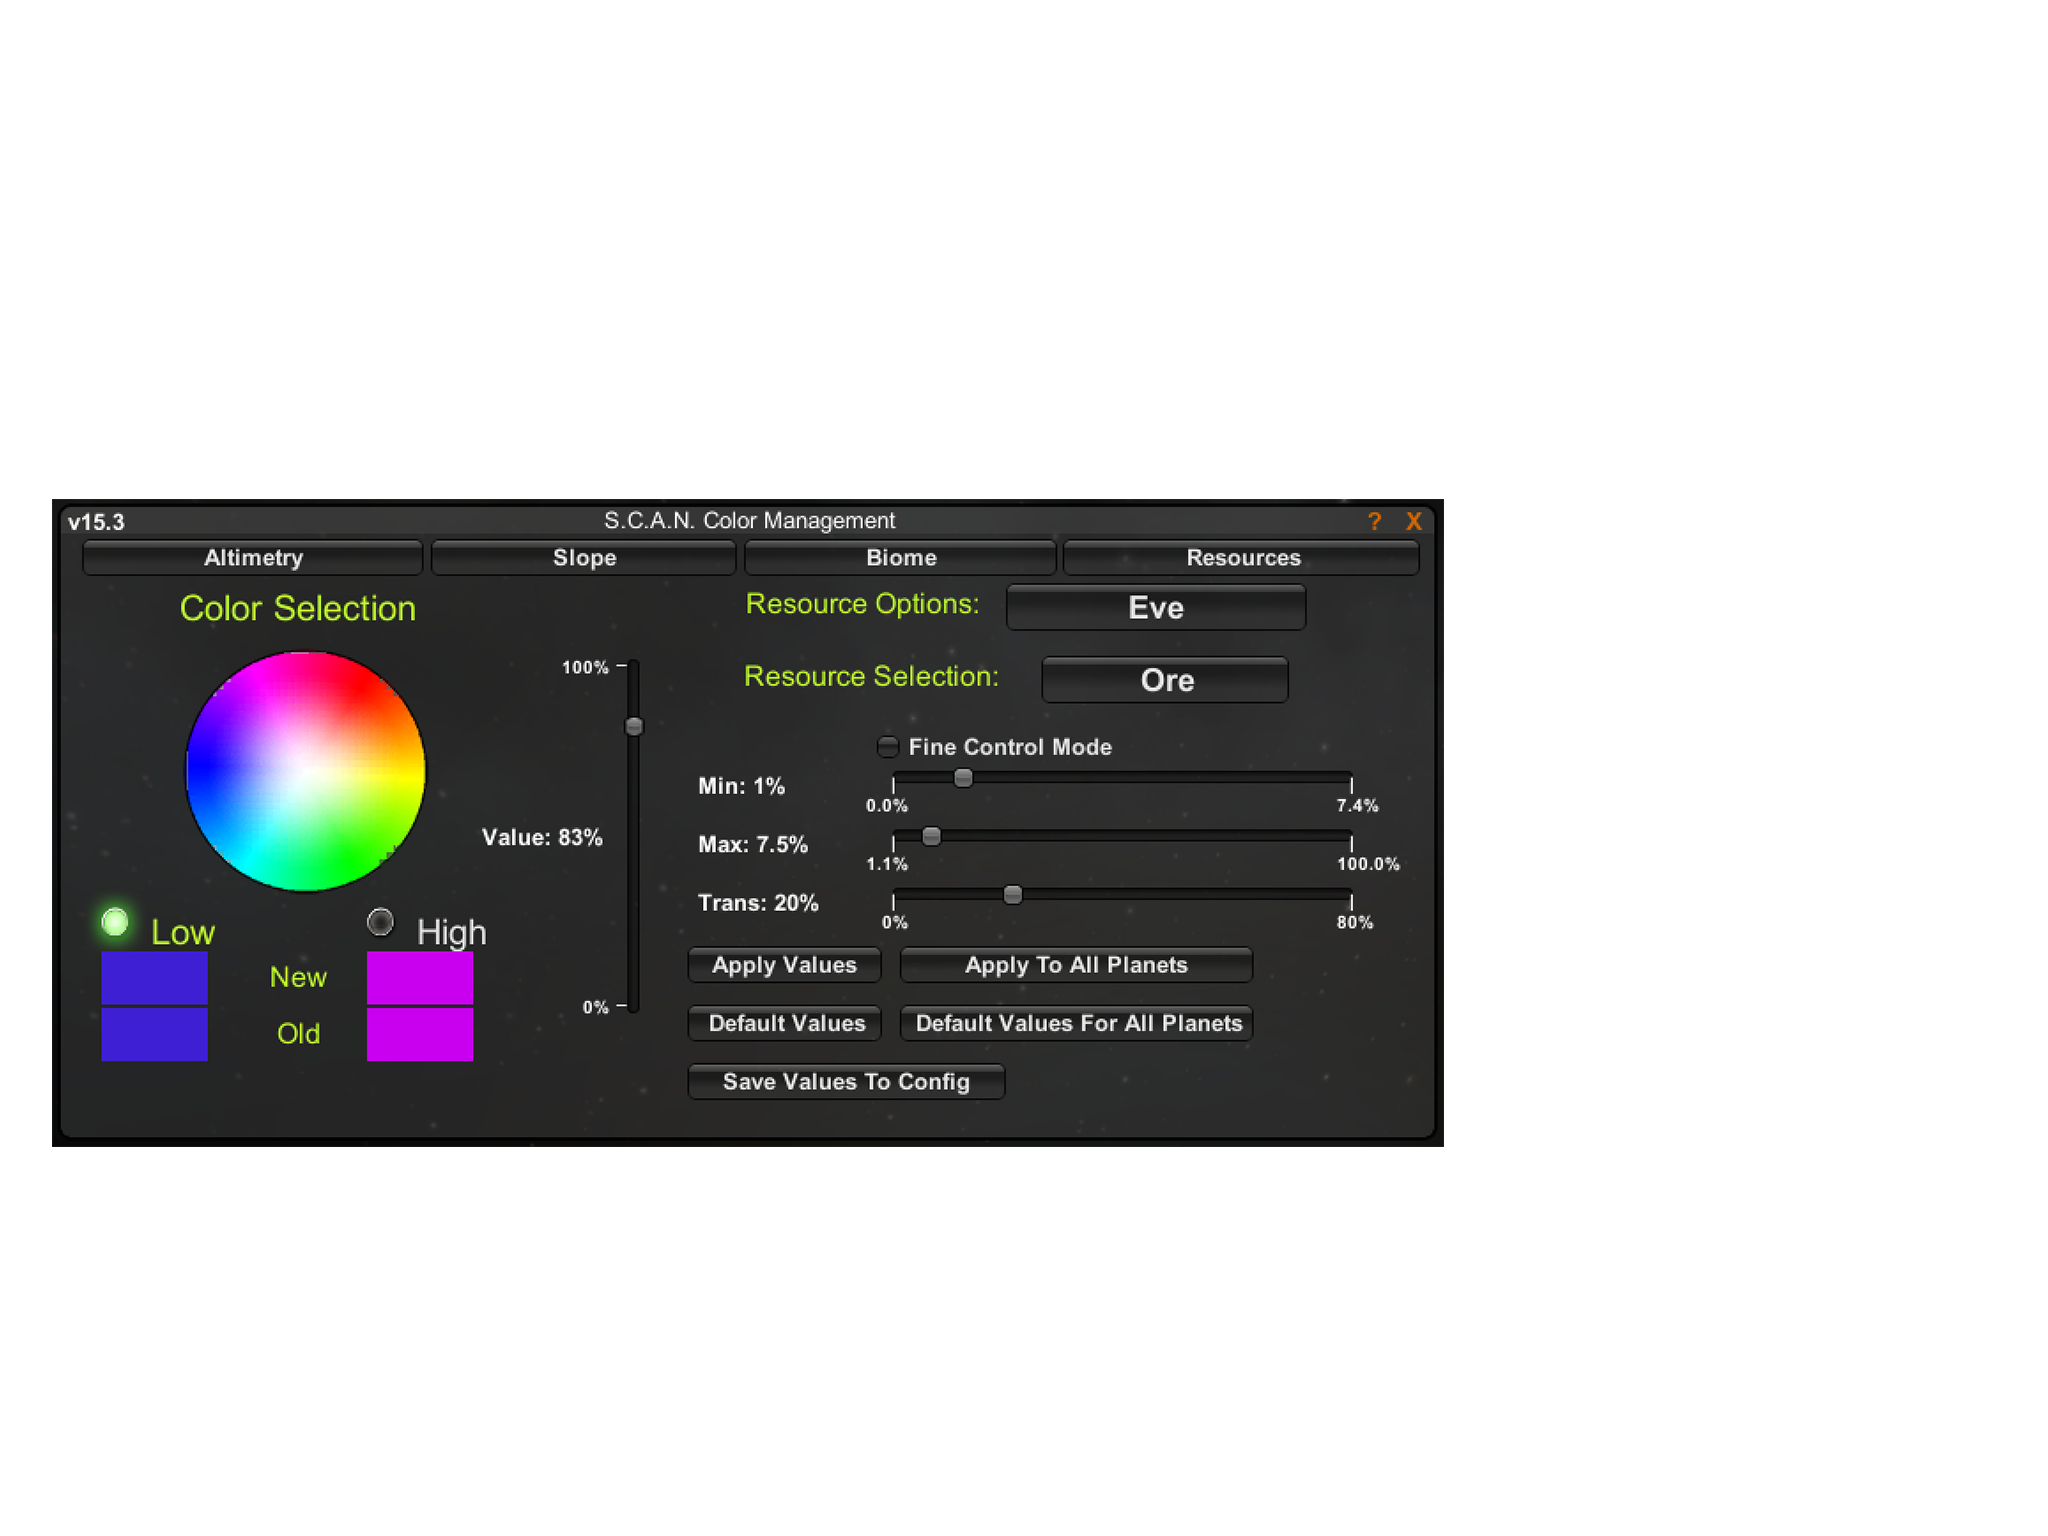 v15.3 S.C.A.N. Color Management ? X
Altimetry Slope Biome Resources
Color Selection
Resource Options: Eve
100%
Resource Selection: Ore
Fine Control Mode
Min: 1%
0.0% 7.4%
Value: 83%
Max: 7.5%
1.1% 100.0%
Trans: 20%
0% 80%
Low High
New
Old
0%
Apply Values Apply To All Planets
Default Values Default Values For All Planets
Save Values To Config